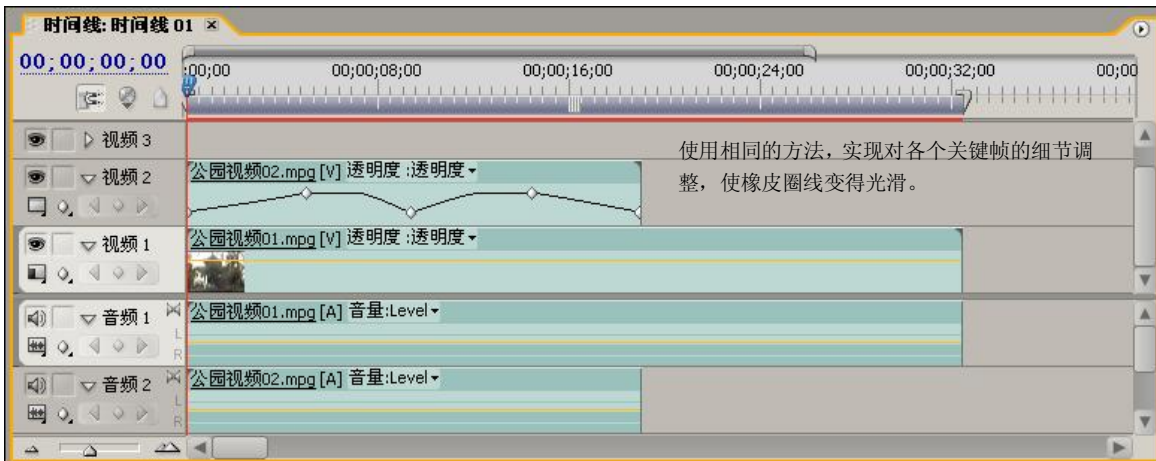 时间线: 时间线 01 ×
00;00;00;00
;00;00 00;00;08;00 00;00;16;00 00;00;24;00 00;00;32;00 00;00
视频 3
使用相同的方法，实现对各个关键帧的细节调
整，使橡皮圈线变得光滑。
视频 2
公园视频02.mpg [V] 透明度 :透明度
视频 1
公园视频01.mpg [V] 透明度 :透明度
音频 1
公园视频01.mpg [A] 音量:Level
L
R
音频 2
公园视频02.mpg [A] 音量:Level
L
R